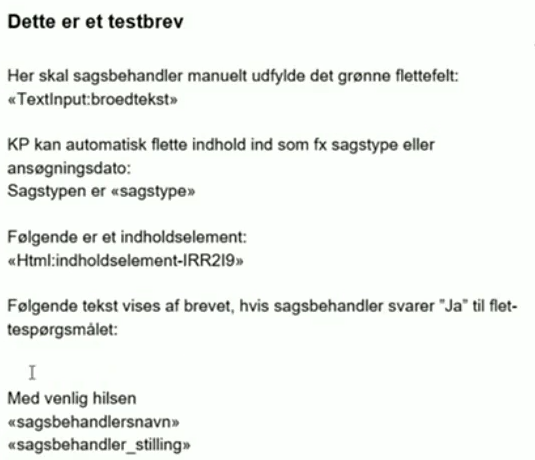 Dette er et testbrev
Her skal sagsbehandler manuelt udfylde det grønne flettefelt:
«TextInput:broedtekst»
KP kan automatisk flette indhold ind som fx sagstype eller
ansøgningsdato:
Sagstypen er «sagstype»
Følgende er et indholdselement:
«Html:indholdselement-IRR2I9»
Følgende tekst vises af brevet, hvis sagsbehandler svarer "Ja" til flet-
tespørgsmålet:
Med venlig hilsen
«sagsbehandlersnavn»
«sagsbehandler_stilling»